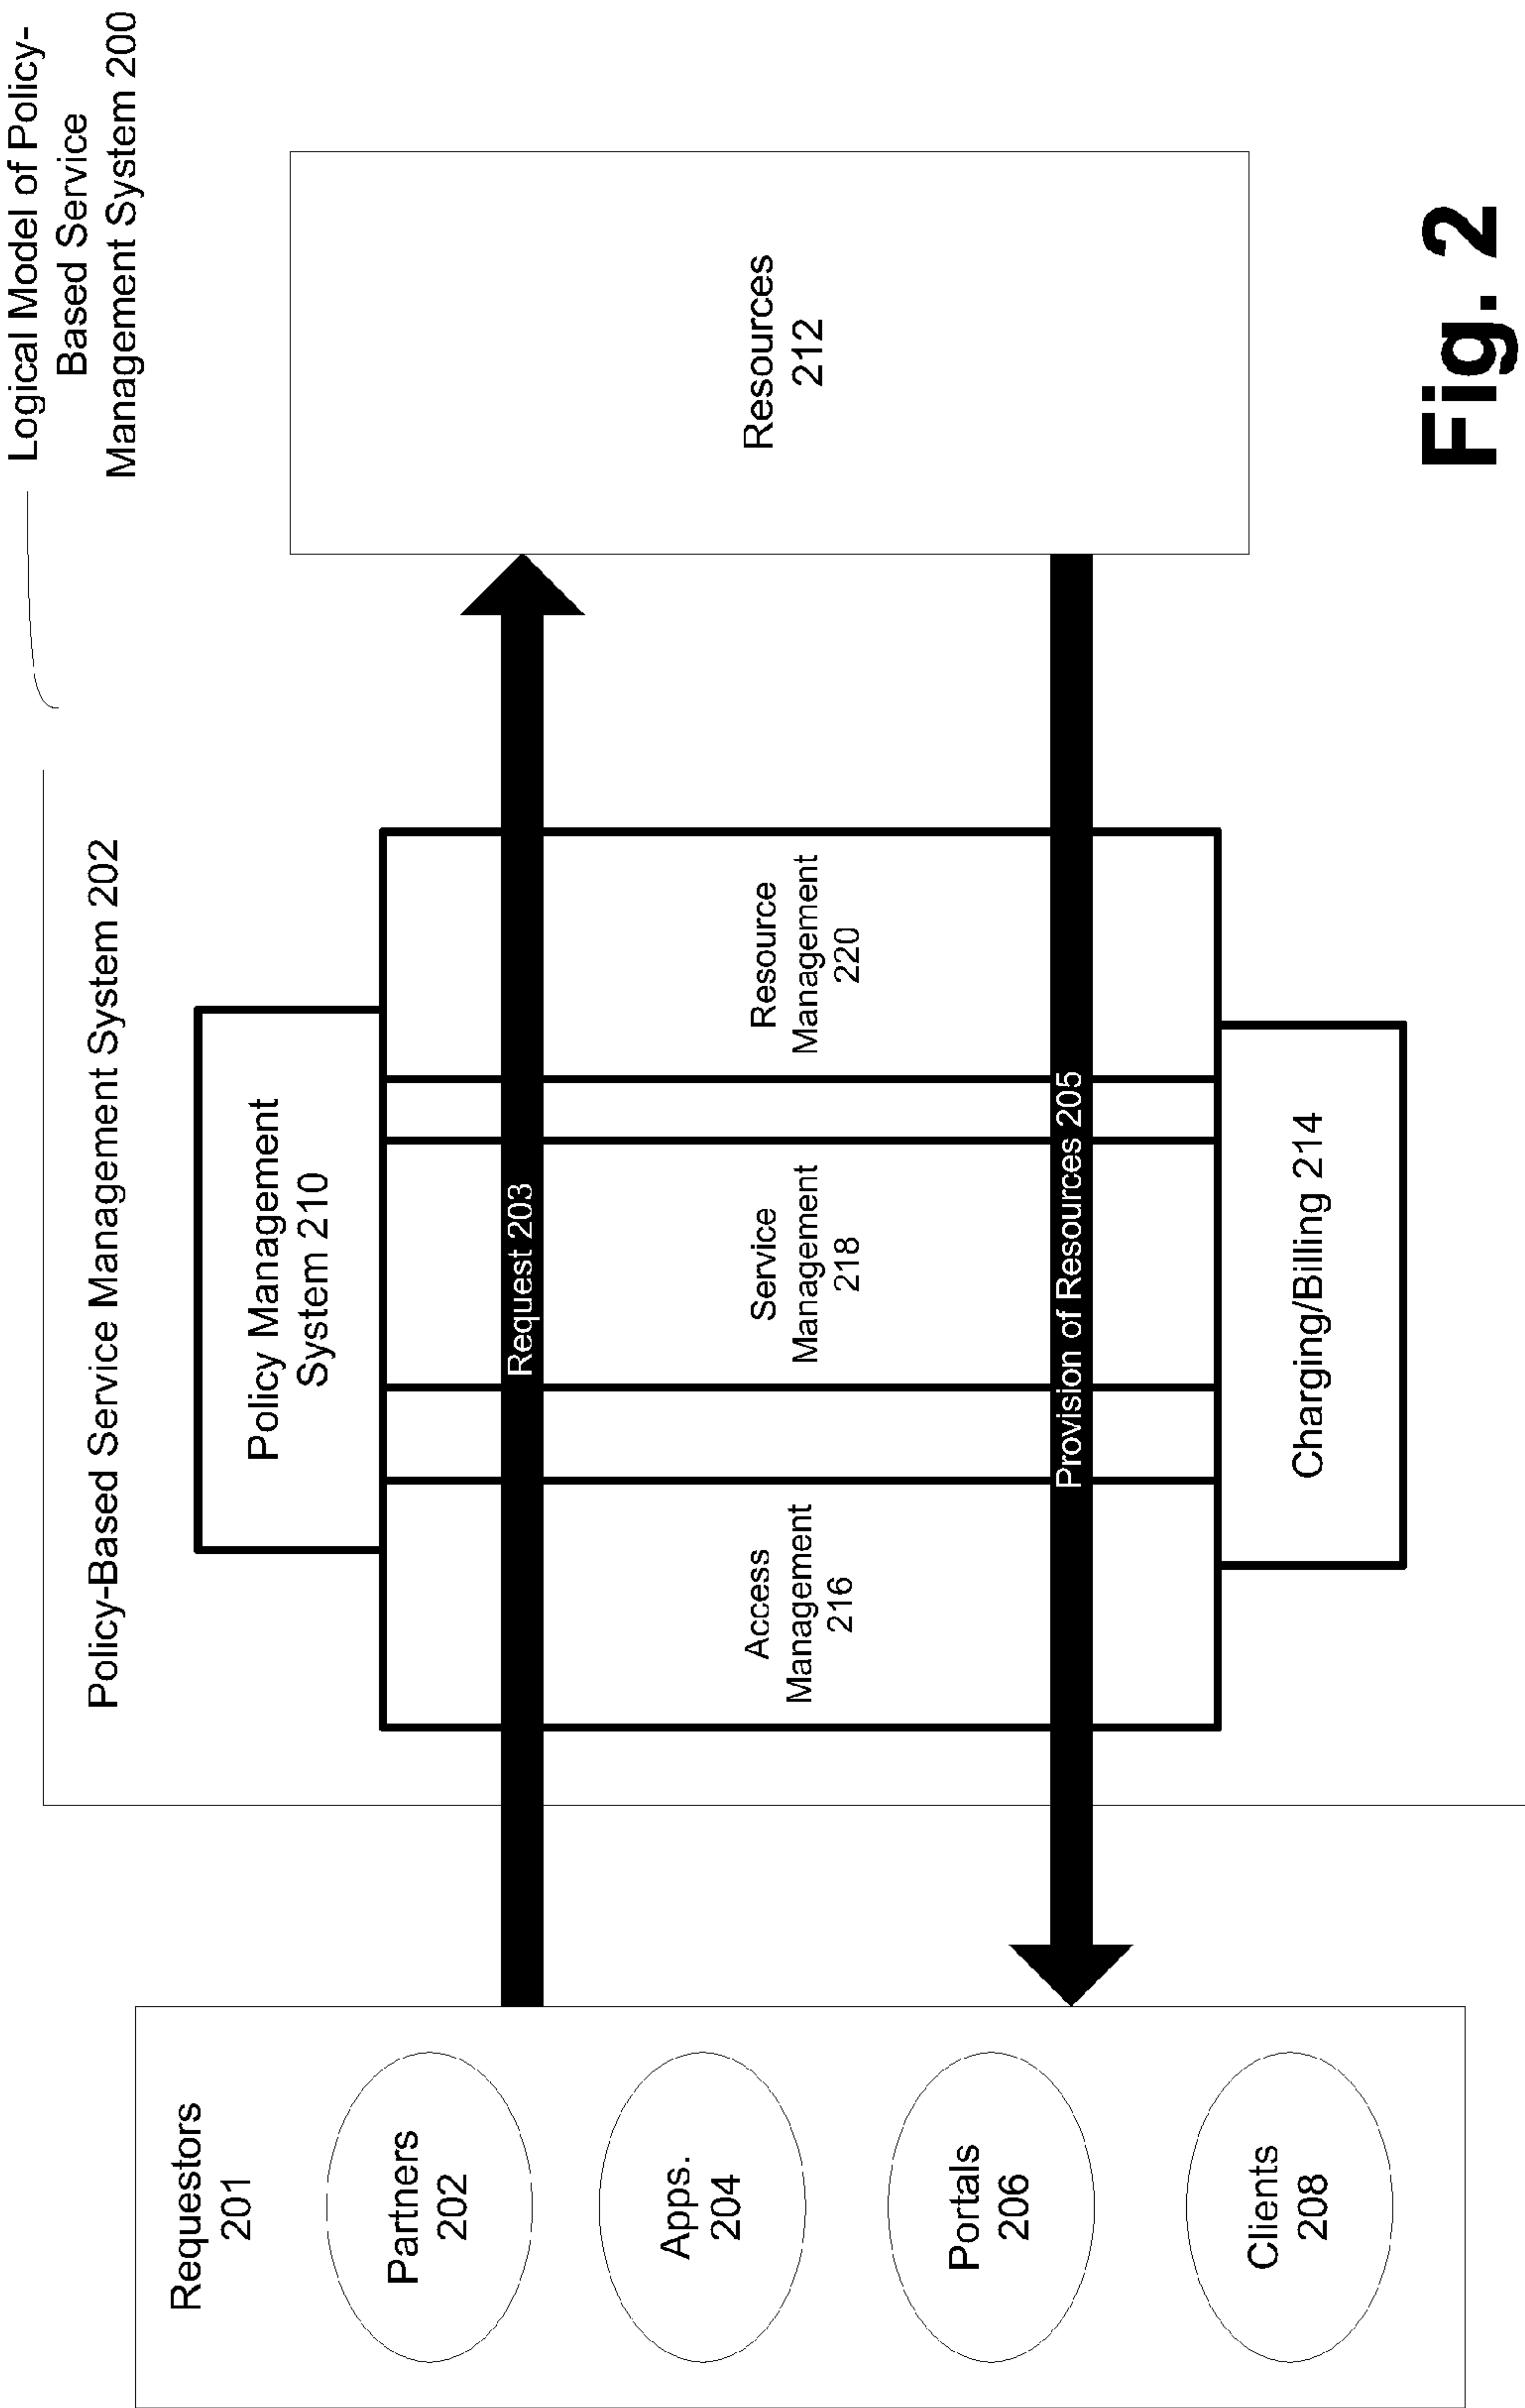 Logical Model of Policy-
Based Service
Management System 200
Policy-Based Service Management System 202
Requestors
201
Partners
202
Apps.
204
Portals
206
Clients
208
Policy Management
System 210
Request 203
Access
Management
216
Service
Management
218
Resource
Management
220
Provision of Resources 205
Charging/Billing 214
Resources
212
Fig. 2